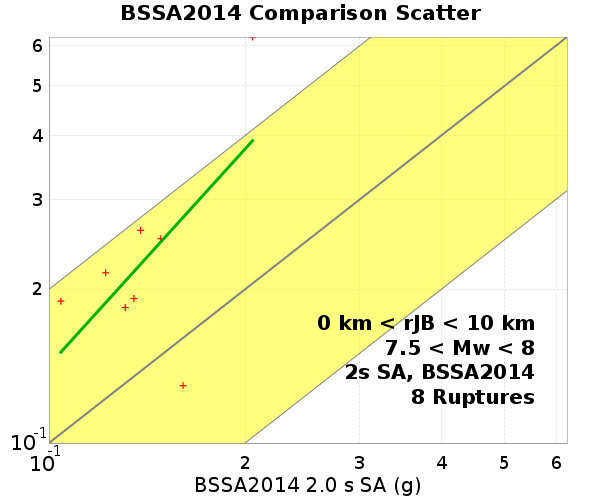 BSSA2014 Comparison Scatter
6
5
4
3
2
10-1
0 km < rJB < 10 km
7.5 < Mw < 8
2s SA, BSSA2014
8 Ruptures
10-1 2 3 4 5 6
BSSA2014 2.0 s SA (g)